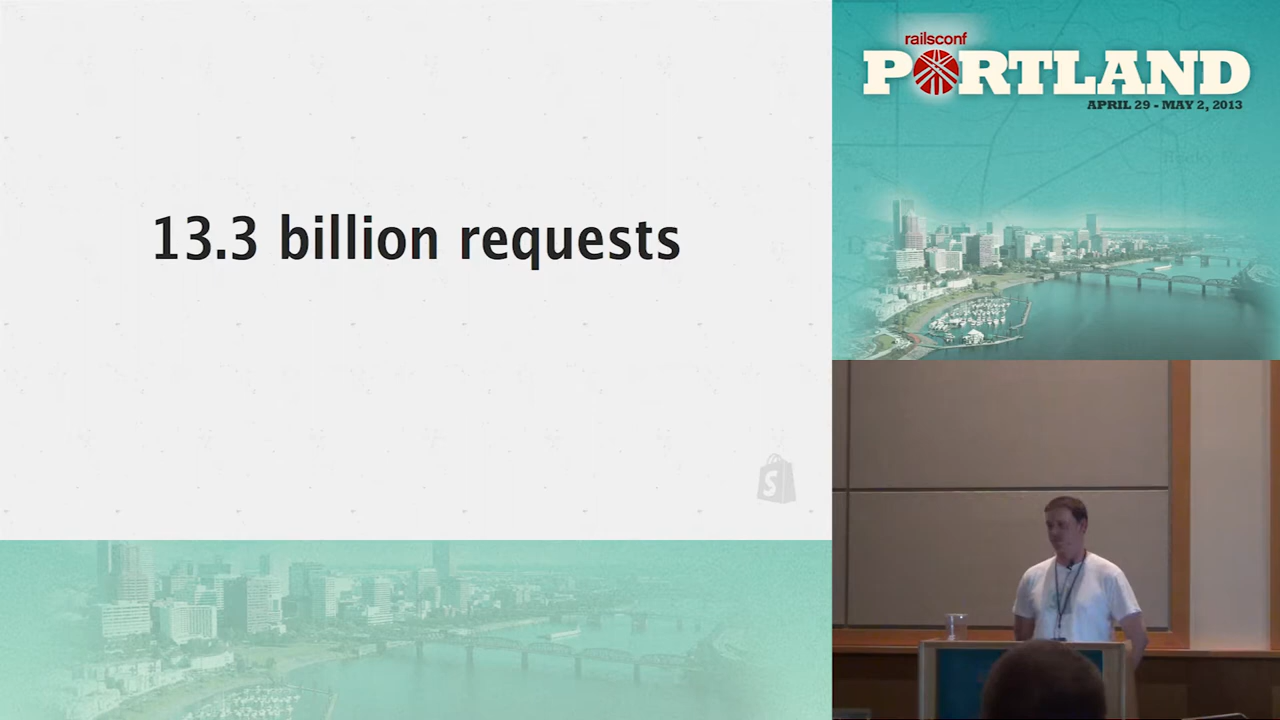 13.3 billion requests
railsconf
PORTLAND
APRIL 29 - MAY 2, 2013
S